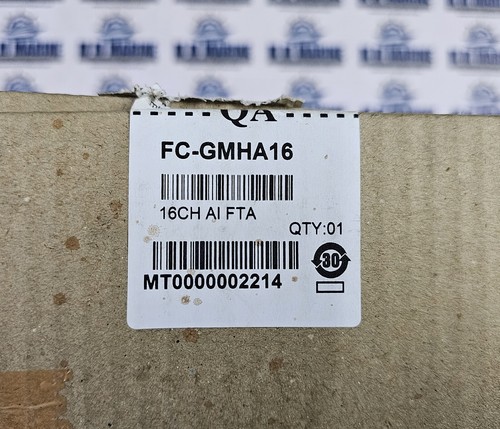 QA
FC-GMHA16
16CH AI FTA
QTY:01
30
MT0000002214